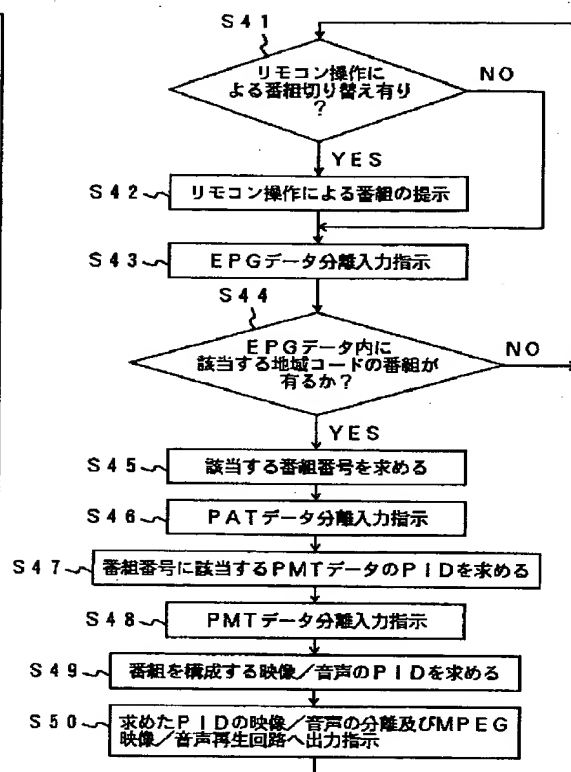 S41
リモコン操作に
よる番組切り替え有り
?
NO
YES
S42
リモコン操作による番組の提示
S43
EPGデータ分離入力指示
S44
EPGデータ内に
該当する地域コードの番組が
有るか?
NO
YES
S45
該当する番組番号を求める
S46
PATデータ分離入力指示
S47
番組番号に該当するPMTデータのPIDを求める
S48
PMTデータ分離入力指示
S49
番組を構成する映像/音声のPIDを求める
S50
求めたPIDの映像/音声の分離及びMPEG
映像/音声再生回路へ出力指示